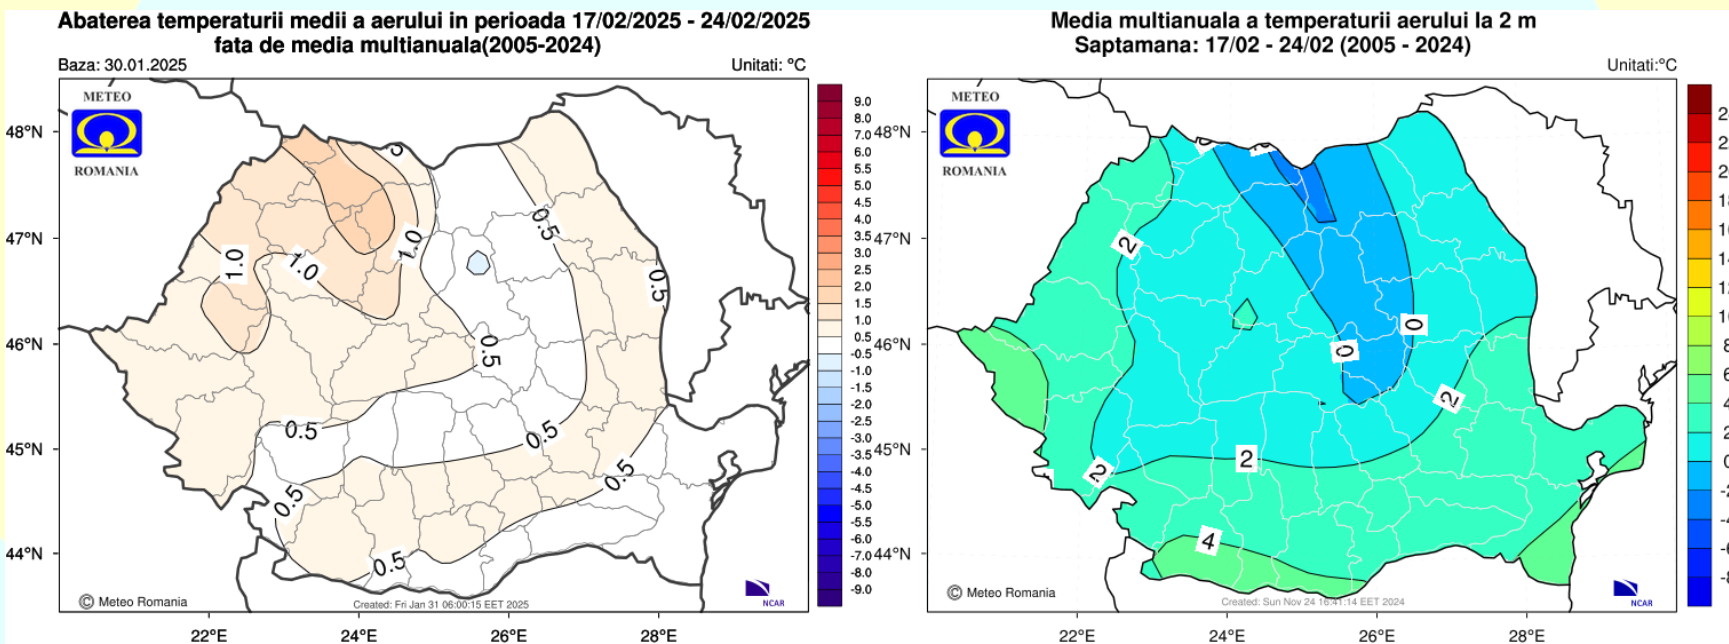 Abaterea temperaturii medii a aerului in perioada 17/02/2025 - 24/02/2025
fata de media multianuala(2005-2024)
Baza: 30.01.2025
Unitati: °C
METEO
ROMANIA
48°N
47°N
46°N
45°N
44°N
22°E
24°E
26°E
28°E
1.0
1.0
1.0
0.5
0.5
0.5
0.5
0.5
0.5
0.5
0.5
9.0
8.0
7.0
6.0
5.5
5.0
4.5
4.0
3.5
3.0
2.5
2.0
1.5
1.0
0.5
-0.5
-1.0
-1.5
-2.0
-2.5
-3.0
-3.5
-4.0
-4.5
-5.0
-5.5
-6.0
-7.0
-8.0
-9.0
© Meteo Romania
Created: Fri Jan 31 06:00:15 EET 2025
NCAR
Media multianuala a temperaturii aerului la 2 m
Saptamana: 17/02 - 24/02 (2005 - 2024)
Unitati:°C
METEO
ROMANIA
48°N
47°N
46°N
45°N
44°N
22°E
24°E
26°E
28°E
2
0
0
2
2
2
4
8
6
4
2
0
-2
-4
-6
-8
© Meteo Romania
Created: Sun Nov 24 16:41:14 EET 2024
NCAR